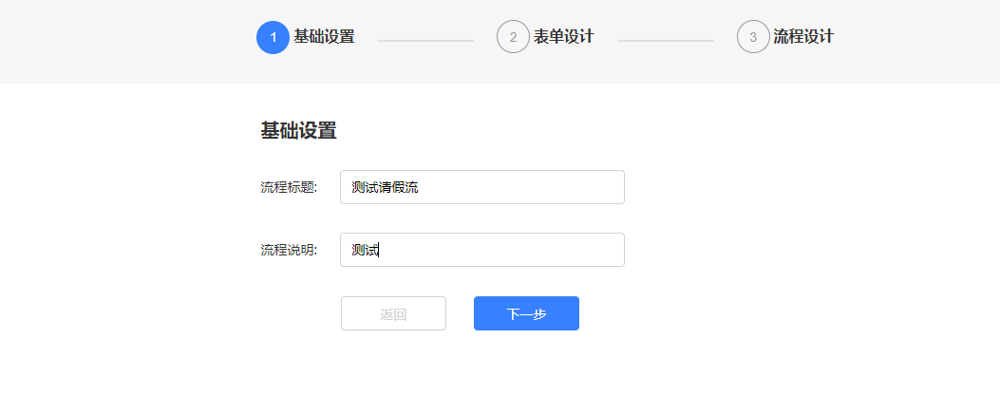 1 基础设置 2 表单设计 3 流程设计
基础设置
流程标题: 测试请假流
流程说明: 测试
返回 下一步